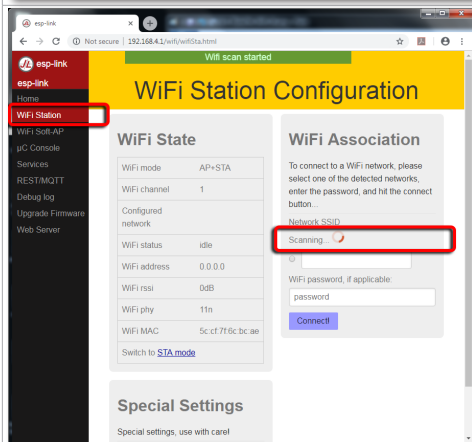 esp-link
Not secure | 192.168.4.1/wifi/wifiSta.html
esp-link
Wifi scan started
esp-link
Home
WiFi Station
WiFi Soft-AP
µC Console
Services
REST/MQTT
Debug log
Upgrade Firmware
Web Server
WiFi Station Configuration
WiFi State
WiFi mode AP+STA
WiFi channel 1
Configured
network
WiFi status idle
WiFi address 0.0.0.0
WiFi rssi 0dB
WiFi phy 11n
WiFi MAC 5c:cf:7f:6c:bc:ae
Switch to STA mode
WiFi Association
To connect to a WiFi network, please
select one of the detected networks,
enter the password, and hit the connect
button...
Network SSID
Scanning...
WiFi password, if applicable:
password
Connect!
Special Settings
Special settings, use with care!